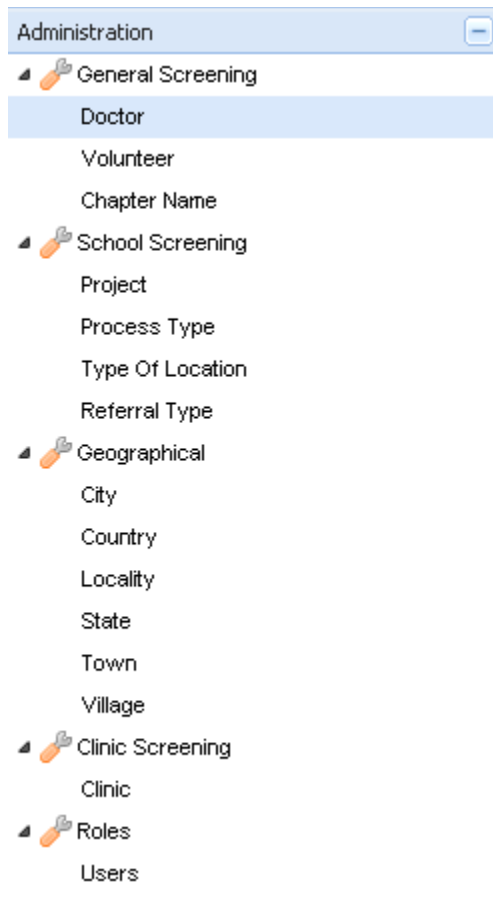 Administration
General Screening
Doctor
Volunteer
Chapter Name
School Screening
Project
Process Type
Type Of Location
Referral Type
Geographical
City
Country
Locality
State
Town
Village
Clinic Screening
Clinic
Roles
Users